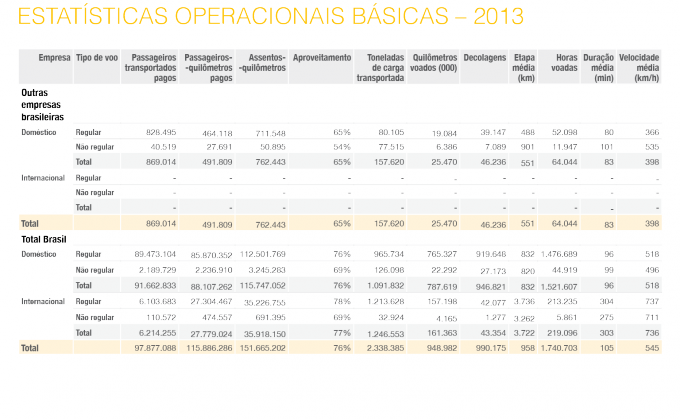 ESTATÍSTICAS OPERACIONAIS BÁSICAS – 2013
Empresa Tipo de voo Passageiros Passageiros- Assentos- Aproveitamento Toneladas Quilômetros Decolagens Etapa Horas Duração Velocidade
transportados -quilômetros -quilômetros de carga voados (000) média voadas média média
pagos pagos transportada (km) (min) (km/h)
Outras
empresas
brasileiras
Doméstico Regular 828.495 464.118 711.548 65% 80.105 19.084 39.147 488 52.098 80 366
Não regular 40.519 27.691 50.895 54% 77.515 6.386 7.089 901 11.947 101 535
Total 869.014 491.809 762.443 65% 157.620 25.470 46.236 551 64.044 83 398
Internacional Regular - - - - - - - - - - -
Não regular - - - - - - - - - - -
Total - - - - - - - - - - -
Total 869.014 491.809 762.443 65% 157.620 25.470 46.236 551 64.044 83 398
Total Brasil
Doméstico Regular 89.473.104 85.870.352 112.501.769 76% 965.734 765.327 919.648 832 1.476.689 96 518
Não regular 2.189.729 2.236.910 3.245.283 69% 126.098 22.292 27.173 820 44.919 99 496
Total 91.662.833 88.107.262 115.747.052 76% 1.091.832 787.619 946.821 832 1.521.607 96 518
Internacional Regular 6.103.683 27.304.467 35.226.755 78% 1.213.628 157.198 42.077 3.736 213.235 304 737
Não regular 110.572 474.557 691.395 69% 32.924 4.165 1.277 3.262 5.861 275 711
Total 6.214.255 27.779.024 35.918.150 77% 1.246.553 161.363 43.354 3.722 219.096 303 736
Total 97.877.088 115.886.286 151.665.202 76% 2.338.385 948.982 990.175 958 1.740.703 105 545